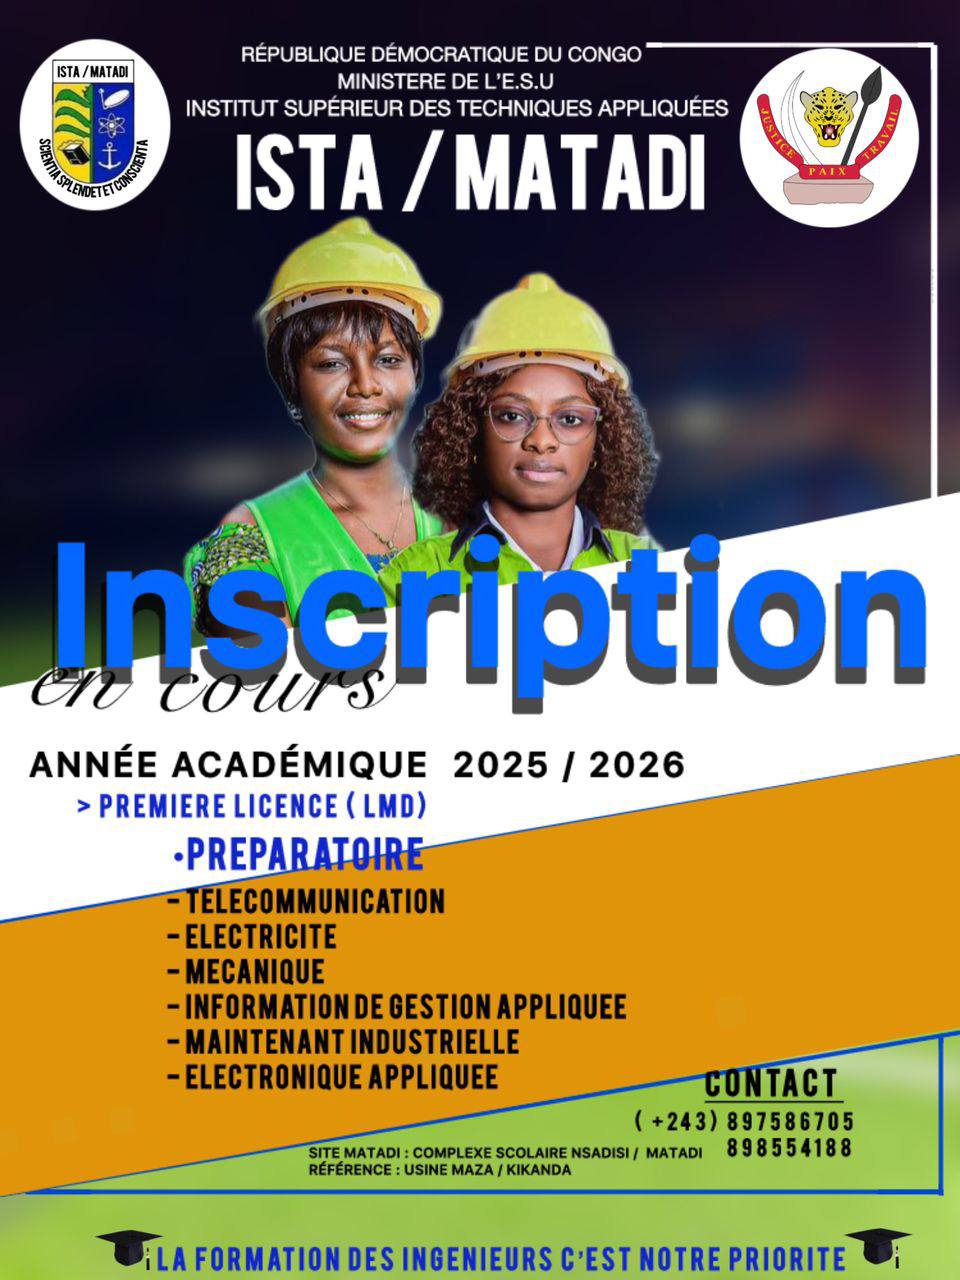 RÉPUBLIQUE DÉMOCRATIQUE DU CONGO
MINISTERE DE L'E.S.U
INSTITUT SUPÉRIEUR DES TECHNIQUES APPLIQUÉES
ISTA / MATADI
ISTA / MATADI
SCIENTIA SPLENDET ET CONSCIENTA
JUSTICE PAIX TRAVAIL
Inscription
en cours
ANNÉE ACADÉMIQUE 2025 / 2026
> PREMIERE LICENCE ( LMD)
•PREPARATOIRE
- TELECOMMUNICATION
- ELECTRICITE
- MECANIQUE
- INFORMATION DE GESTION APPLIQUEE
- MAINTENANT INDUSTRIELLE
- ELECTRONIQUE APPLIQUEE
CONTACT
( +243) 897586705
898554188
SITE MATADI : COMPLEXE SCOLAIRE NSADISI / MATADI
RÉFÉRENCE : USINE MAZA / KIKANDA
LA FORMATION DES INGENIEURS C'EST NOTRE PRIORITE